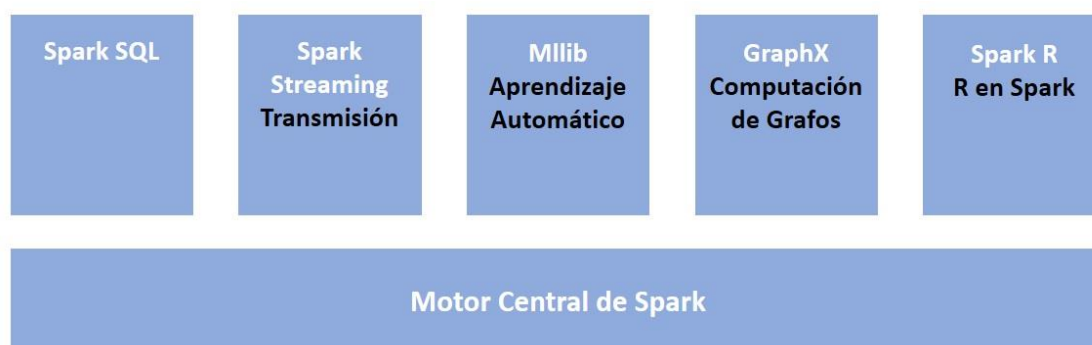 Spark SQL
Spark
Streaming
Transmisión
Mllib
Aprendizaje
Automático
GraphX
Computación
de Grafos
Spark R
R en Spark
Motor Central de Spark